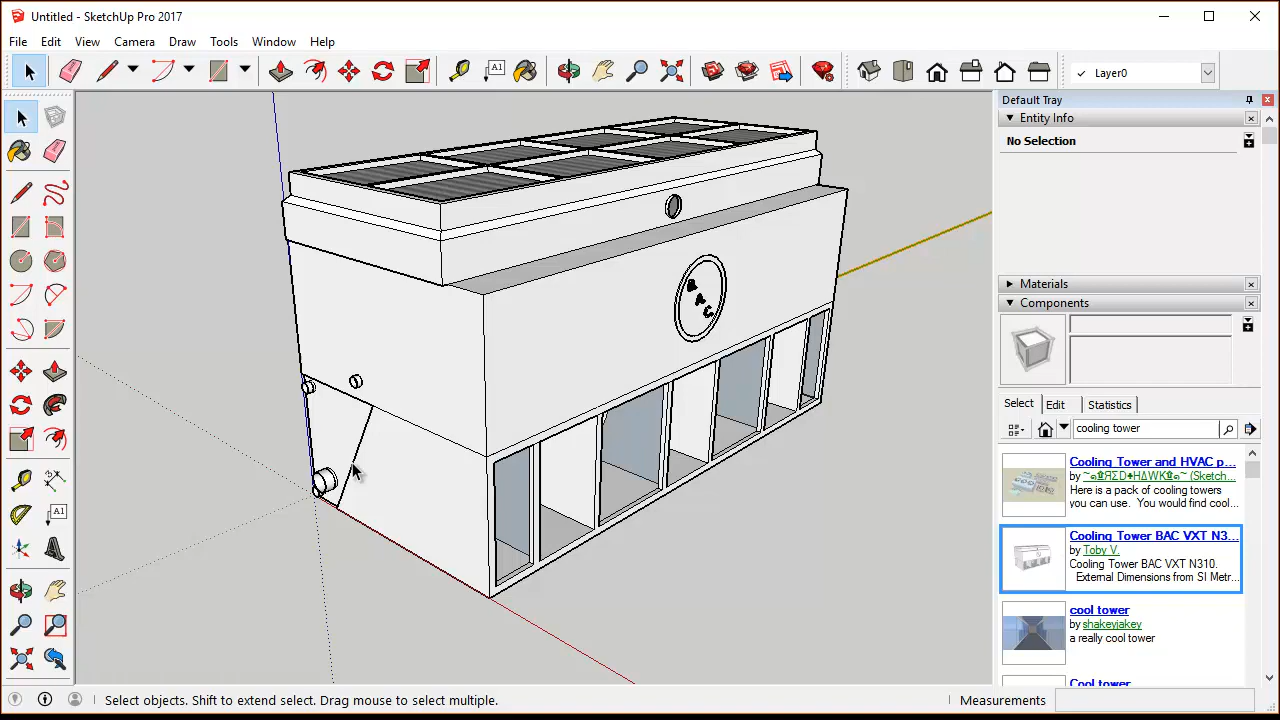 Untitled - SketchUp Pro 2017
File Edit View Camera Draw Tools Window Help
A1
Layer0
Default Tray
Entity Info
No Selection
B.
A.
C.
Materials
Components
Select Edit Statistics
cooling tower
Cooling Tower and HVAC p...
(Sketch...
Here is a pack of cooling towers
you can use. You would find cool...
Cooling Tower BAC VXT N3...
by Toby V.
Cooling Tower BAC VXT N310.
External Dimensions from SI Metr...
cool tower
by shakeyjakey
a really cool tower
Cool tower
A1
Select objects. Shift to extend select. Drag mouse to select multiple.
Measurements